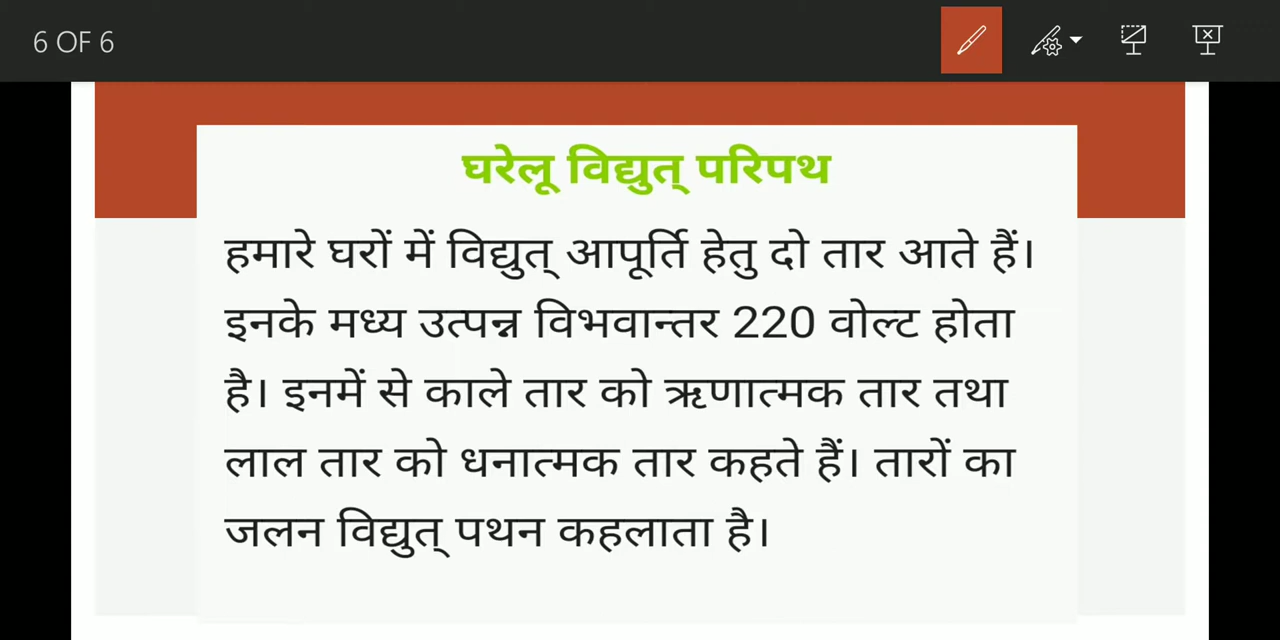 6 OF 6
घरेलू विद्युत् परिपथ
हमारे घरों में विद्युत् आपूर्ति हेतु दो तार आते हैं।
इनके मध्य उत्पन्न विभवान्तर 220 वोल्ट होता
है। इनमें से काले तार को ऋणात्मक तार तथा
लाल तार को धनात्मक तार कहते हैं। तारों का
जलन विद्युत् पथन कहलाता है।